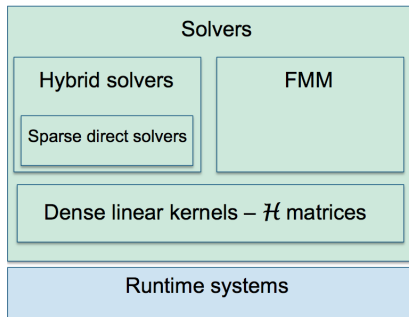 Solvers
Hybrid solvers
FMM
Sparse direct solvers
Dense linear kernels – ℋ matrices
Runtime systems